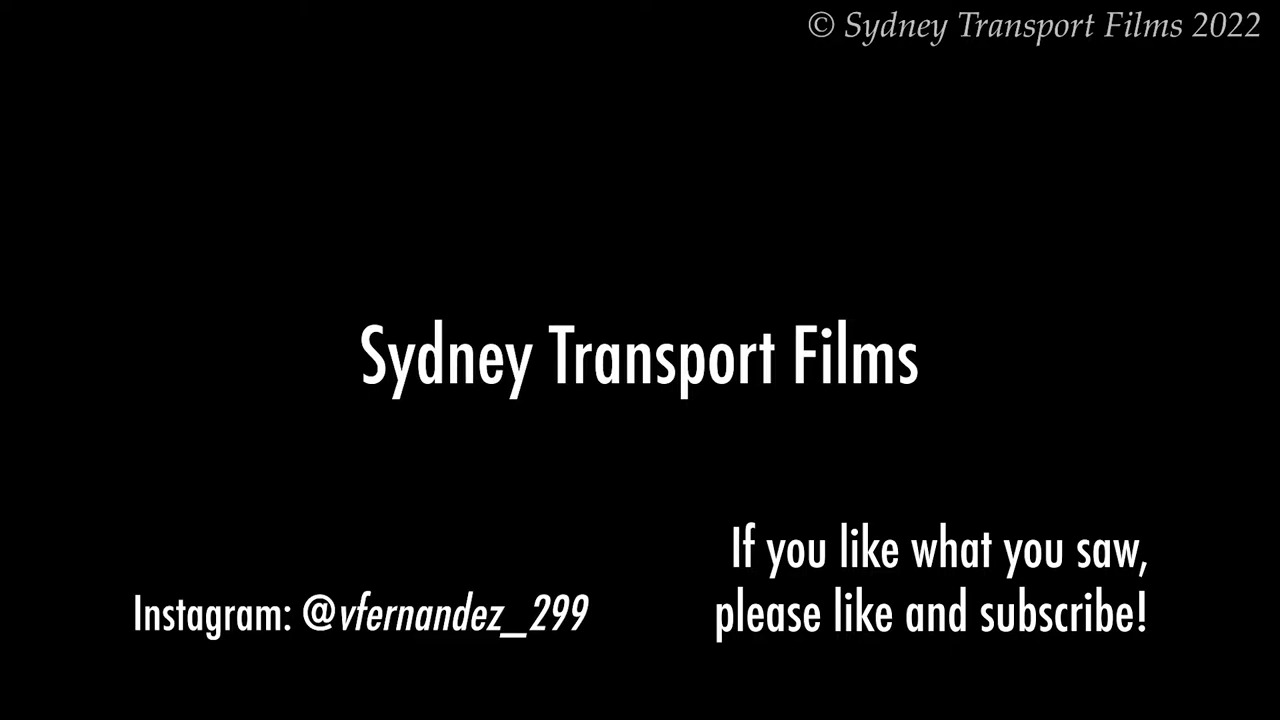 © Sydney Transport Films 2022
Sydney Transport Films
If you like what you saw,
please like and subscribe!
Instagram: @vfernandez_299